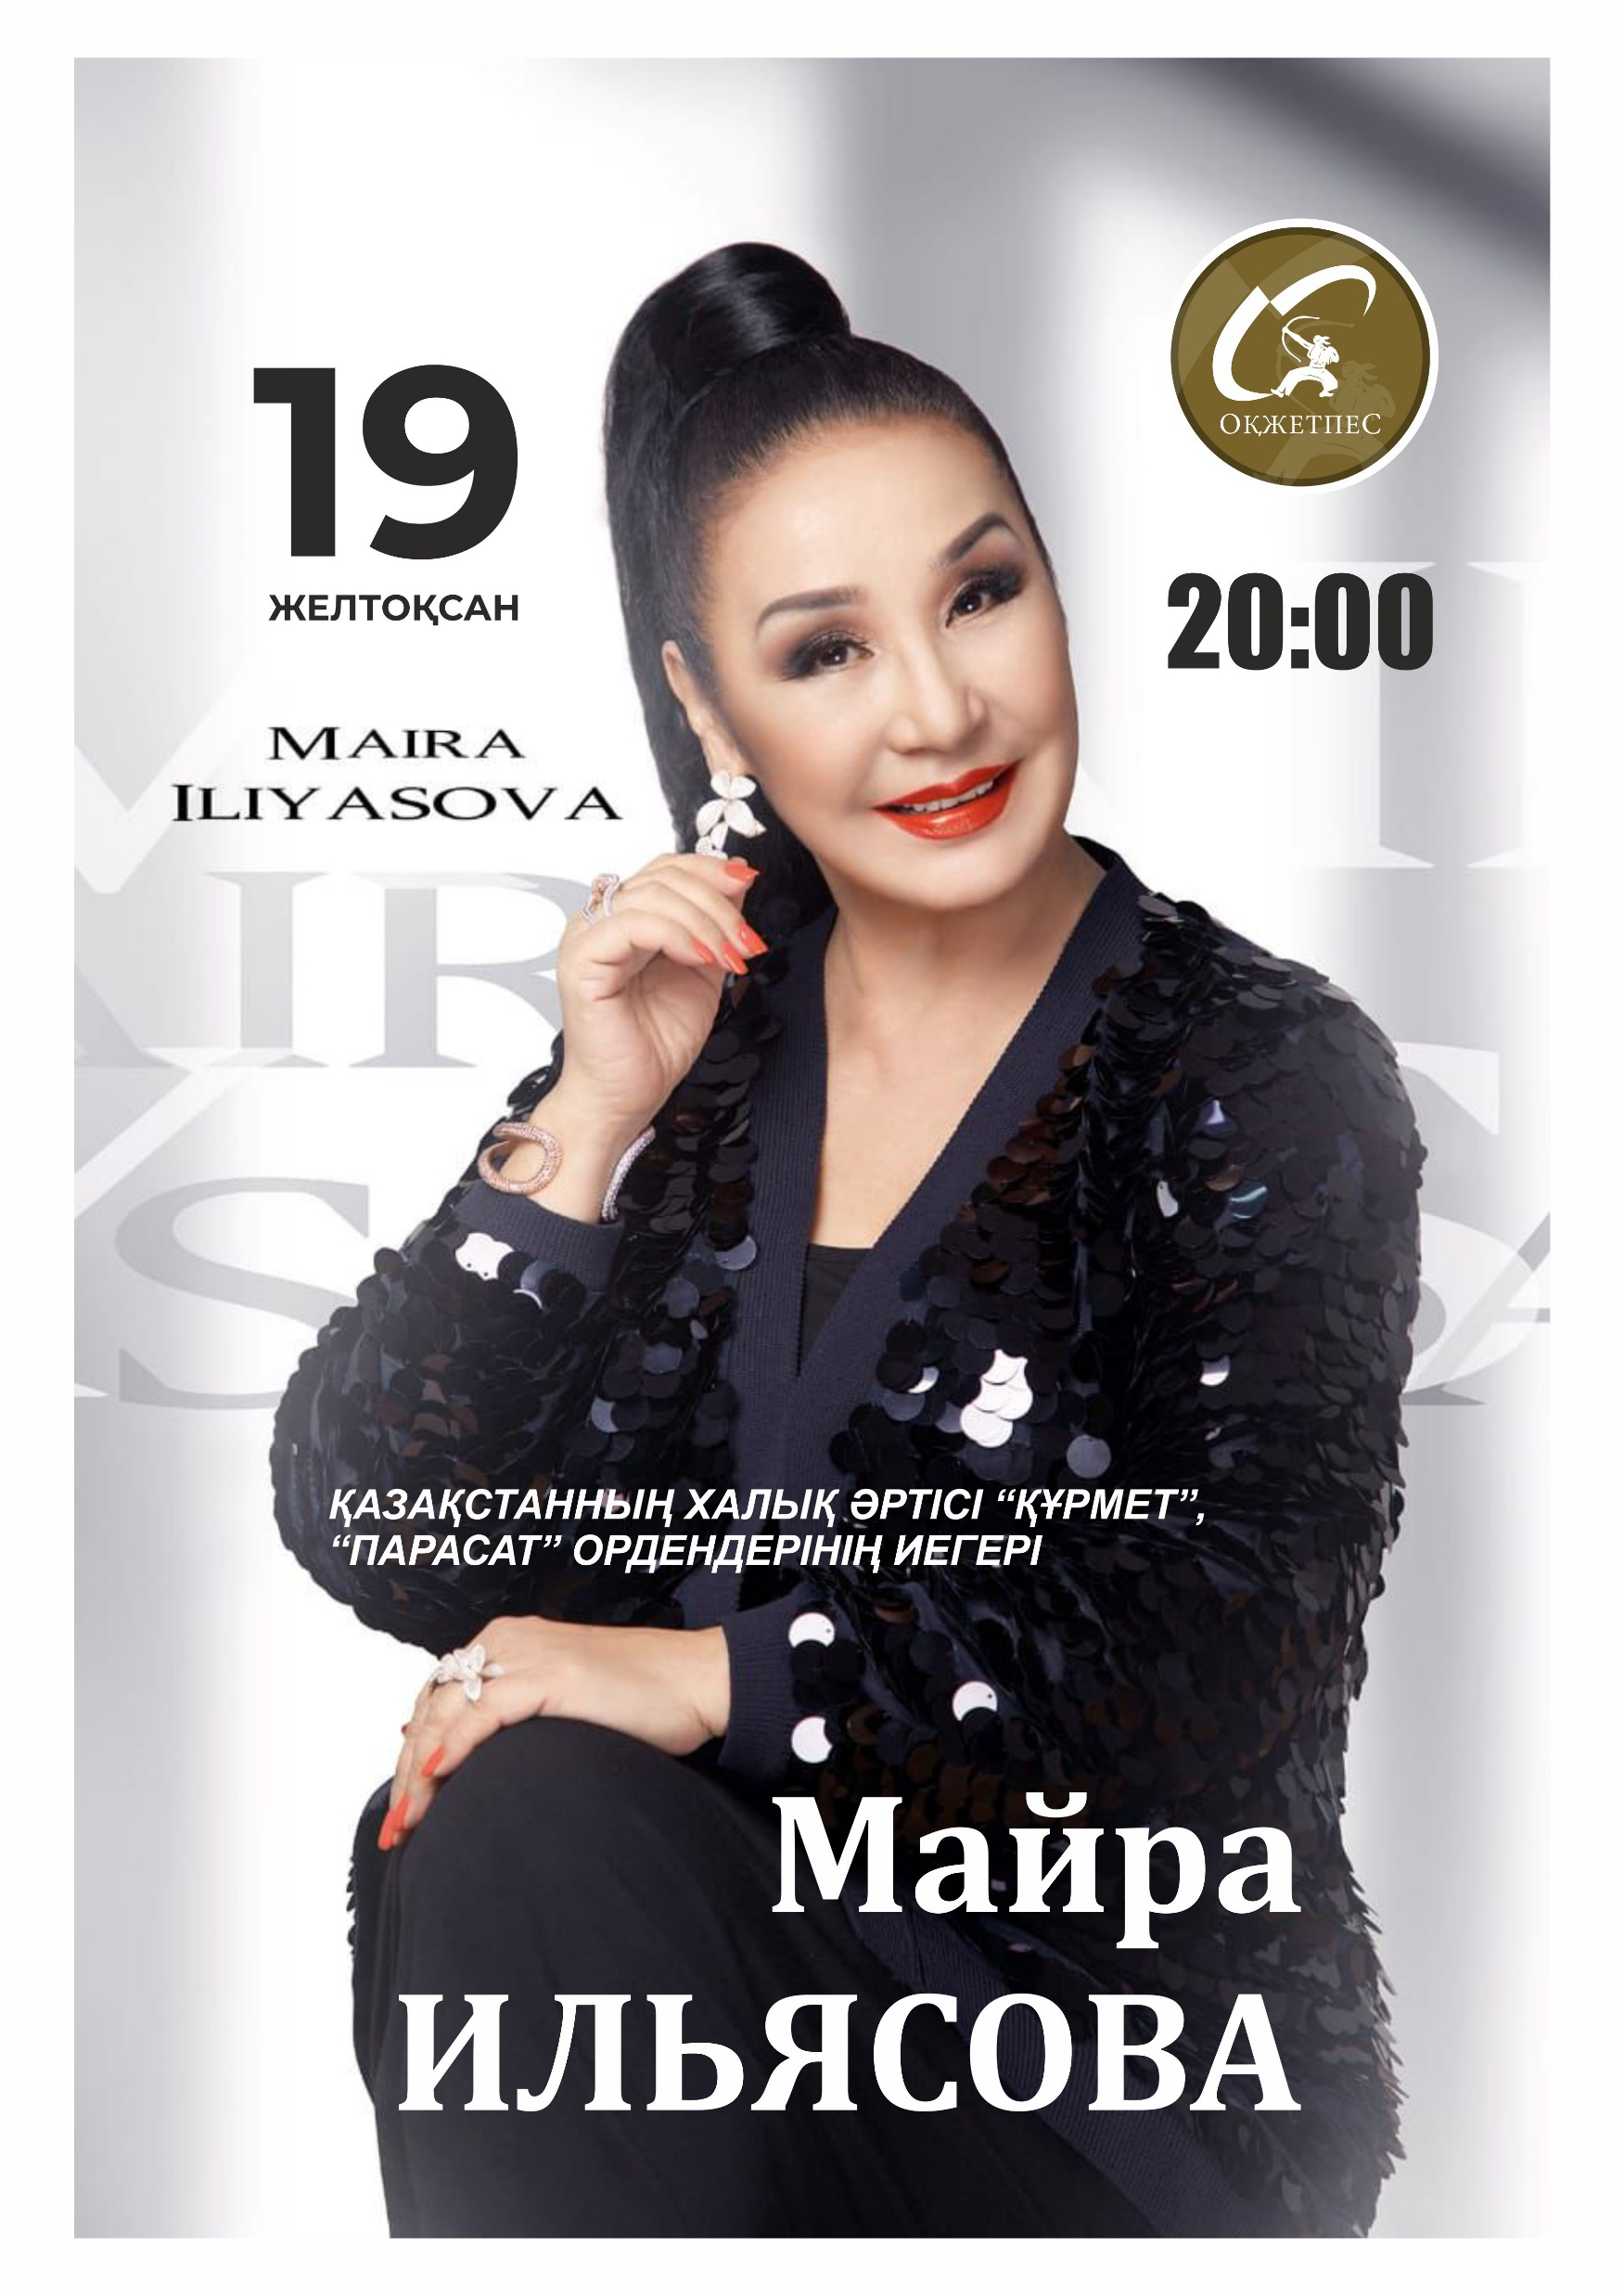 19
ЖЕЛТОҚСАН
ОҚЖЕТПЕС
20:00
MAIRA
ILIYASOVA
ҚАЗАҚСТАННЫҢ ХАЛЫҚ ӘРТІСІ “ҚҰРМЕТ”,
“ПАРАСАТ” ОРДЕНДЕРІНІҢ ИЕГЕРІ
Майра
ИЛЬЯСОВА